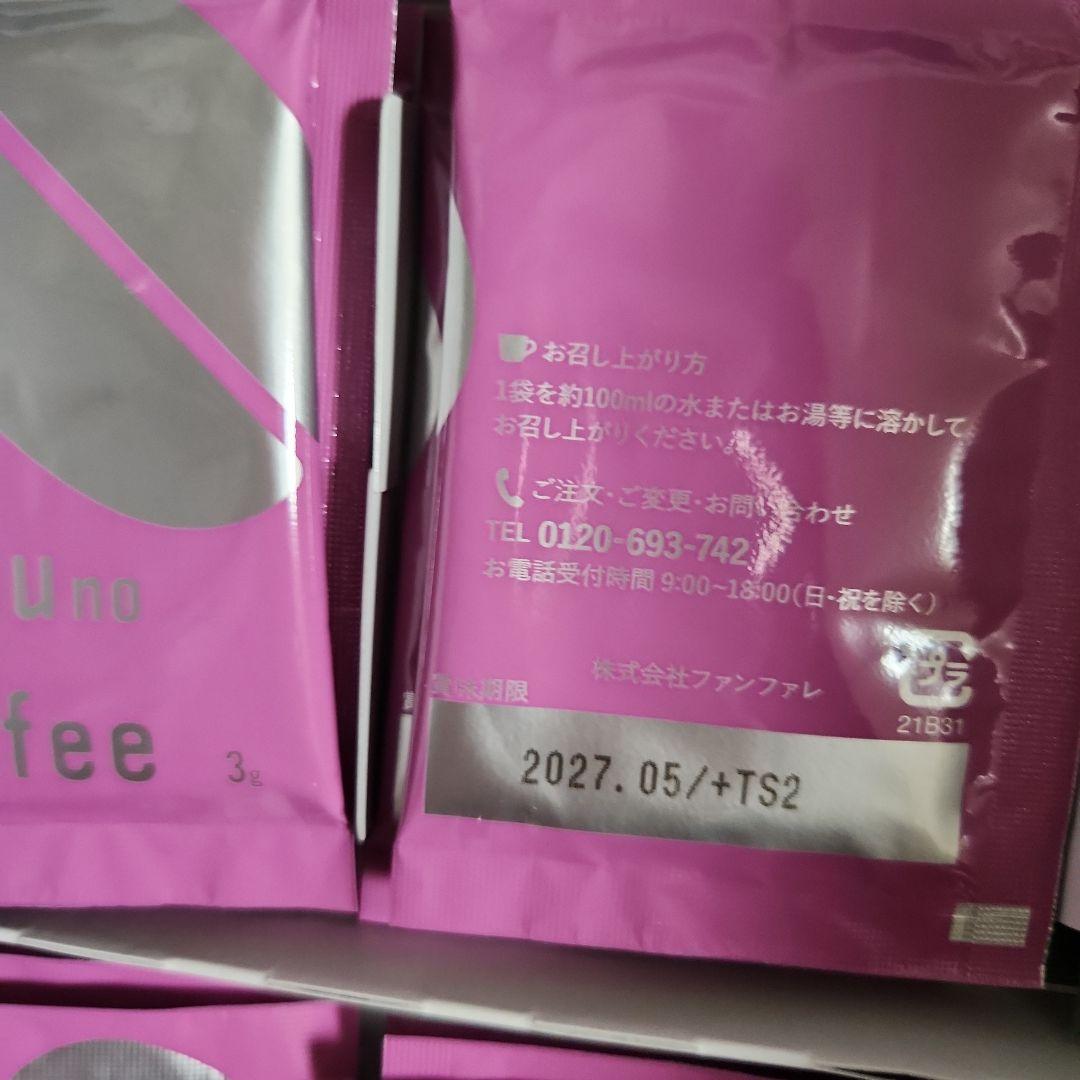 uno
fee
3g
お召し上がり方
1袋を約100mlの水またはお湯等に溶かして
お召し上がりください。
ご注文・ご変更・お問い合わせ
TEL 0120-693-742
お電話受付時間 9:00~18:00(日・祝を除く)
株式会社ファンファレ
プラ
21B31
賞味期限
2027.05/+TS2